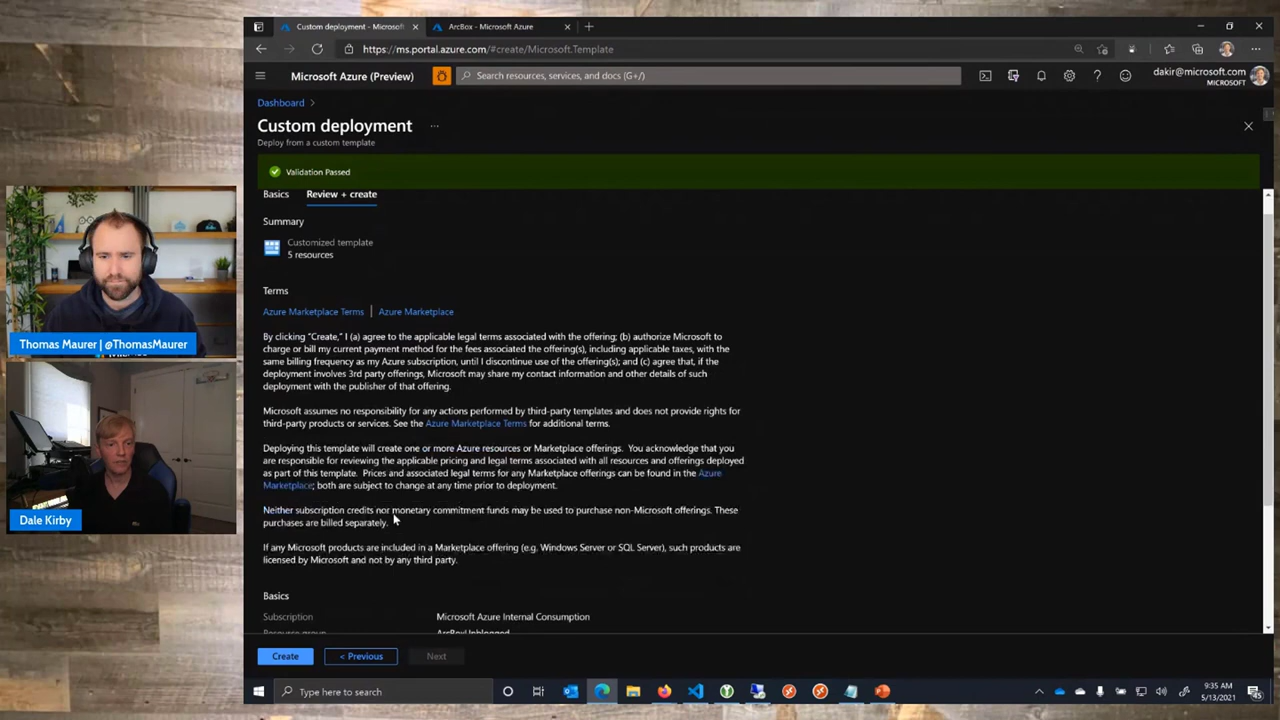 Custom deployment - Microsoft
ArcBox - Microsoft Azure
https://ms.portal.azure.com/#create/Microsoft.Template
Microsoft Azure (Preview)
Search resources, services, and docs (G+/)
dakir@microsoft.com
MICROSOFT
Dashboard
Custom deployment
Deploy from a custom template
Validation Passed
Basics
Review + create
Summary
Customized template
5 resources
Terms
Azure Marketplace Terms | Azure Marketplace
By clicking "Create," I (a) agree to the applicable legal terms associated with the offering; (b) authorize Microsoft to
charge or bill my current payment method for the fees associated the offering(s), including applicable taxes, with the
same billing frequency as my Azure subscription, until I discontinue use of the offering(s); and (c) agree that, if the
deployment involves 3rd party offerings, Microsoft may share my contact information and other details of such
deployment with the publisher of that offering.
Microsoft assumes no responsibility for any actions performed by third-party templates and does not provide rights for
third-party products or services. See the Azure Marketplace Terms for additional terms.
Deploying this template will create one or more Azure resources or Marketplace offerings. You acknowledge that you
are responsible for reviewing the applicable pricing and legal terms associated with all resources and offerings deployed
as part of this template. Prices and associated legal terms for any Marketplace offerings can be found in the Azure
Marketplace; both are subject to change at any time prior to deployment.
Neither subscription credits nor monetary commitment funds may be used to purchase non-Microsoft offerings. These
purchases are billed separately.
If any Microsoft products are included in a Marketplace offering (e.g. Windows Server or SQL Server), such products are
licensed by Microsoft and not by any third party.
Basics
Subscription
Microsoft Azure Internal Consumption
Resource group
Create
< Previous
Next
Type here to search
9:35 AM
5/13/2021
Thomas Maurer | @ThomasMaurer
Dale Kirby